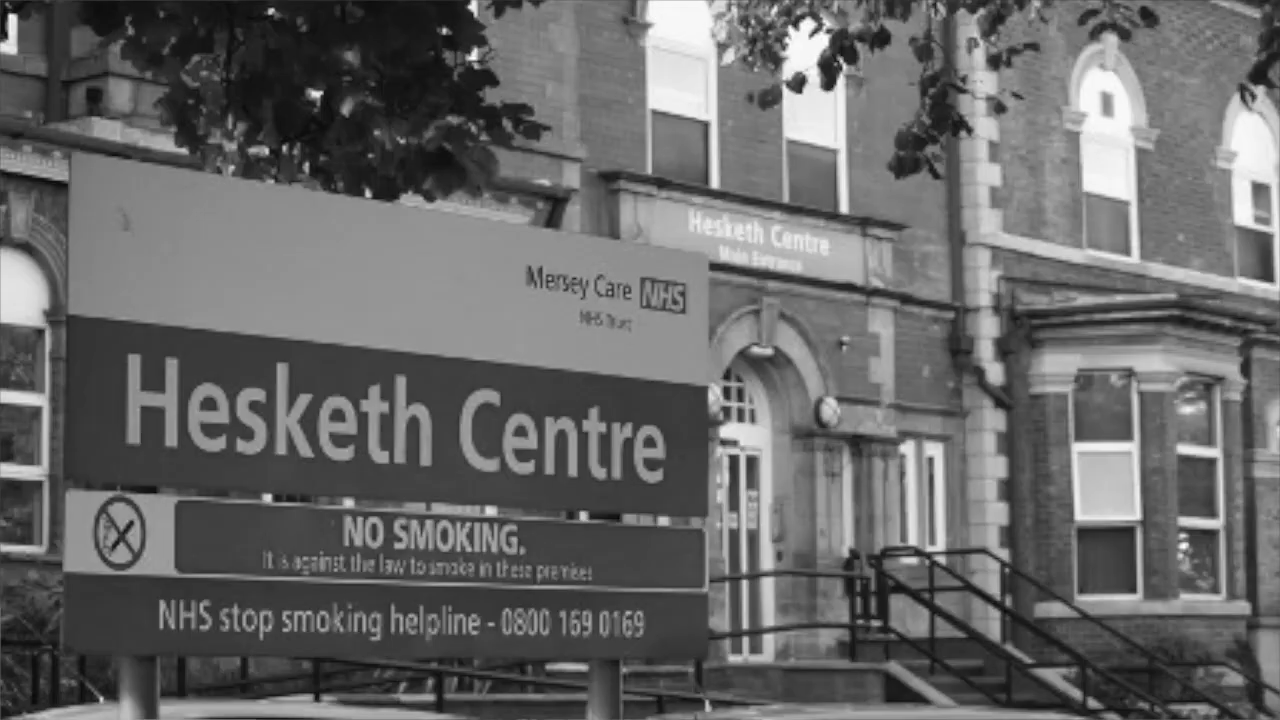 Mersey Care NHS
NHS Trust
Hesketh Centre
NO SMOKING.
It is against the law to smoke in these premises
NHS stop smoking helpline - 0800 169 0169
Hesketh Centre
Main Entrance